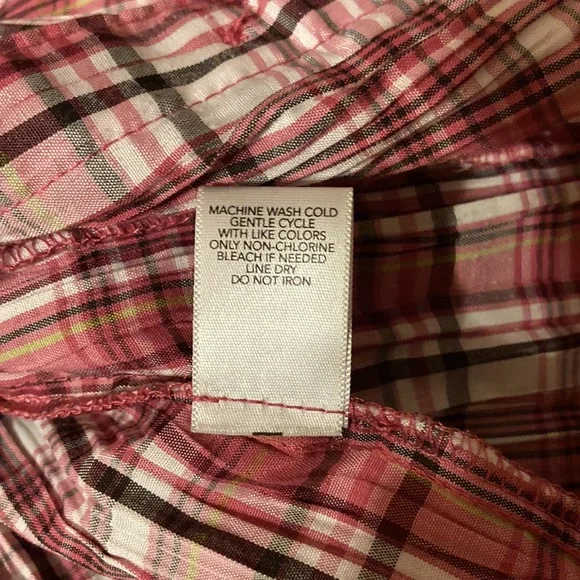 MACHINE WASH COLD
GENTLE CYCLE
WITH LIKE COLORS
ONLY NON-CHLORINE
BLEACH IF NEEDED
LINE DRY
DO NOT IRON